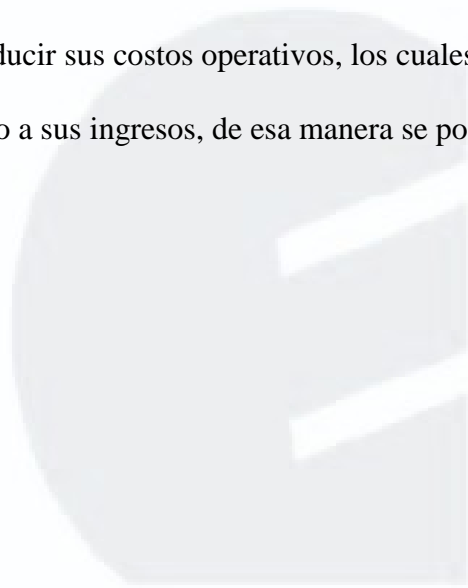 ducir sus costos operativos, los cuales
o a sus ingresos, de esa manera se po